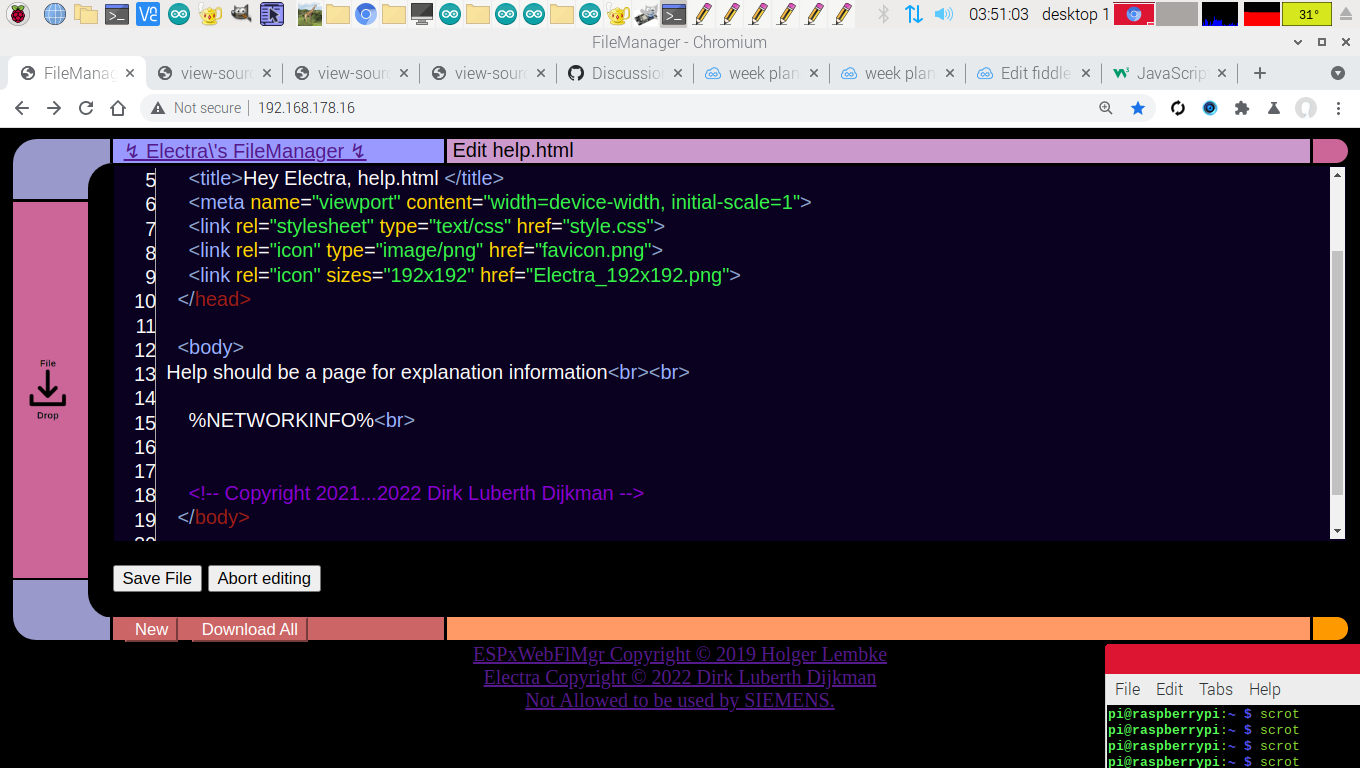 03:51:03 desktop 1 31°
FileManager - Chromium
FileManag view-sour view-sour view-sour Discussion week plan week plan Edit fiddle JavaScrip
Not secure 192.168.178.16
↯ Electra\'s FileManager ↯ Edit help.html
5 <title>Hey Electra, help.html </title>
6 <meta name="viewport" content="width=device-width, initial-scale=1">
7 <link rel="stylesheet" type="text/css" href="style.css">
8 <link rel="icon" type="image/png" href="favicon.png">
9 <link rel="icon" sizes="192x192" href="Electra_192x192.png">
10 </head>
11
12 <body>
13 Help should be a page for explanation information<br><br>
14
15 %NETWORKINFO%<br>
16
17
18 <!-- Copyright 2021...2022 Dirk Luberth Dijkman -->
19 </body>
20
File
Drop
Save File Abort editing
New Download All
ESPxWebFlMgr Copyright © 2019 Holger Lembke
Electra Copyright © 2022 Dirk Luberth Dijkman
Not Allowed to be used by SIEMENS.
File Edit Tabs Help
pi@raspberrypi:~ $ scrot
pi@raspberrypi:~ $ scrot
pi@raspberrypi:~ $ scrot
pi@raspberrypi:~ $ scrot